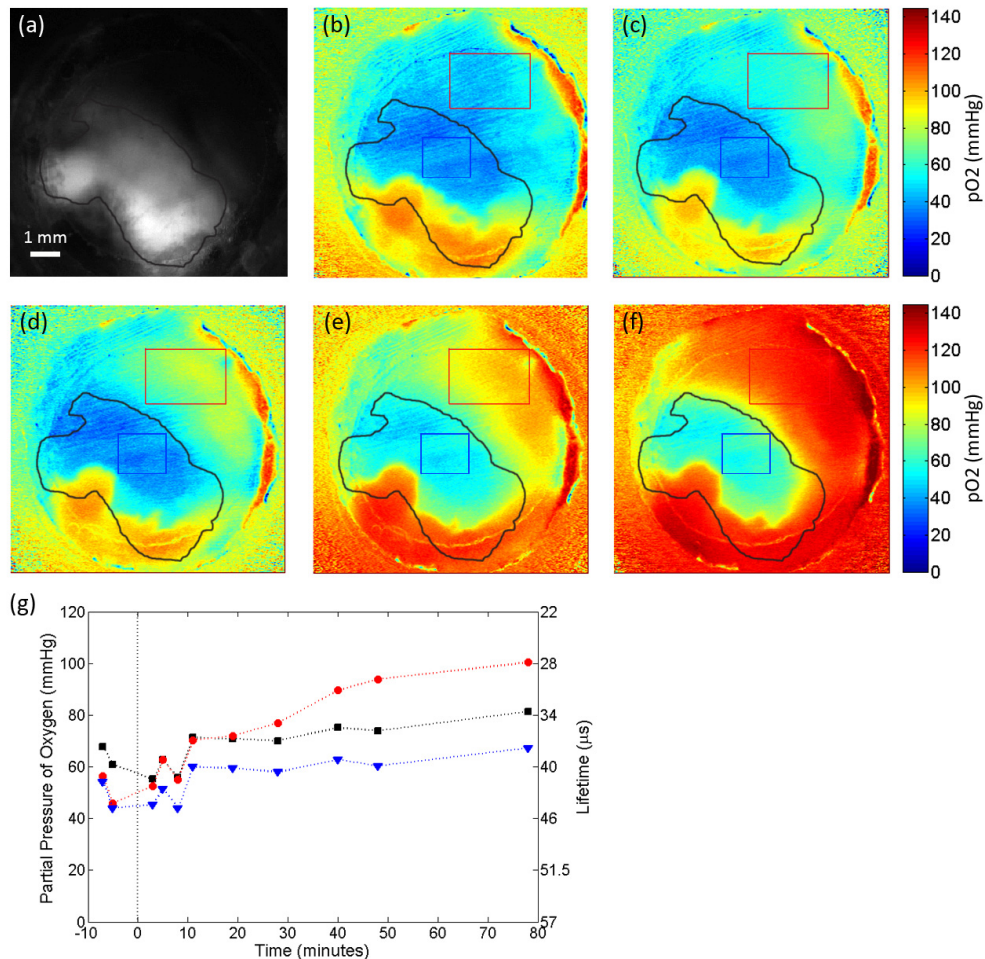 (a)
1 mm
(b)
(c)
140
120
100
80
60
40
20
0
pO2 (mmHg)
(d)
(e)
(f)
140
120
100
80
60
40
20
0
pO2 (mmHg)
(g)
120
100
80
60
40
20
0
Partial Pressure of Oxygen (mmHg)
22
28
34
40
46
51.5
57
Lifetime (µs)
-10 0 10 20 30 40 50 60 70 80
Time (minutes)